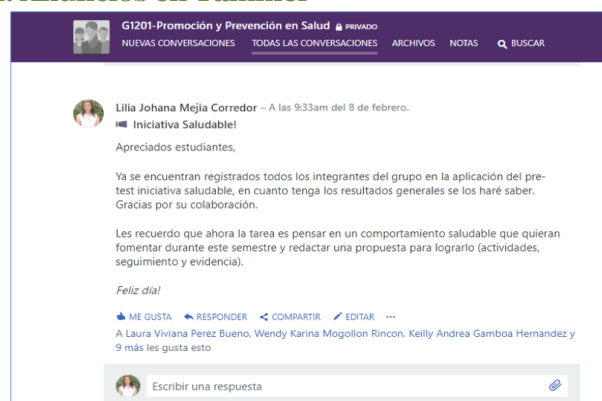 G1201-Promoción y Prevención en Salud PRIVADO
NUEVAS CONVERSACIONES TODAS LAS CONVERSACIONES ARCHIVOS NOTAS BUSCAR
Lilia Johana Mejia Corredor – A las 9:33am del 8 de febrero.
Iniciativa Saludable!
Apreciados estudiantes,
Ya se encuentran registrados todos los integrantes del grupo en la aplicación del pre-
test iniciativa saludable, en cuanto tenga los resultados generales se los haré saber.
Gracias por su colaboración.
Les recuerdo que ahora la tarea es pensar en un comportamiento saludable que quieran
fomentar durante este semestre y redactar una propuesta para lograrlo (actividades,
seguimiento y evidencia).
Feliz día!
ME GUSTA RESPONDER COMPARTIR EDITAR ···
A Laura Viviana Perez Bueno, Wendy Karina Mogollon Rincon, Keilly Andrea Gamboa Hernandez y
9 más les gusta esto
Escribir una respuesta